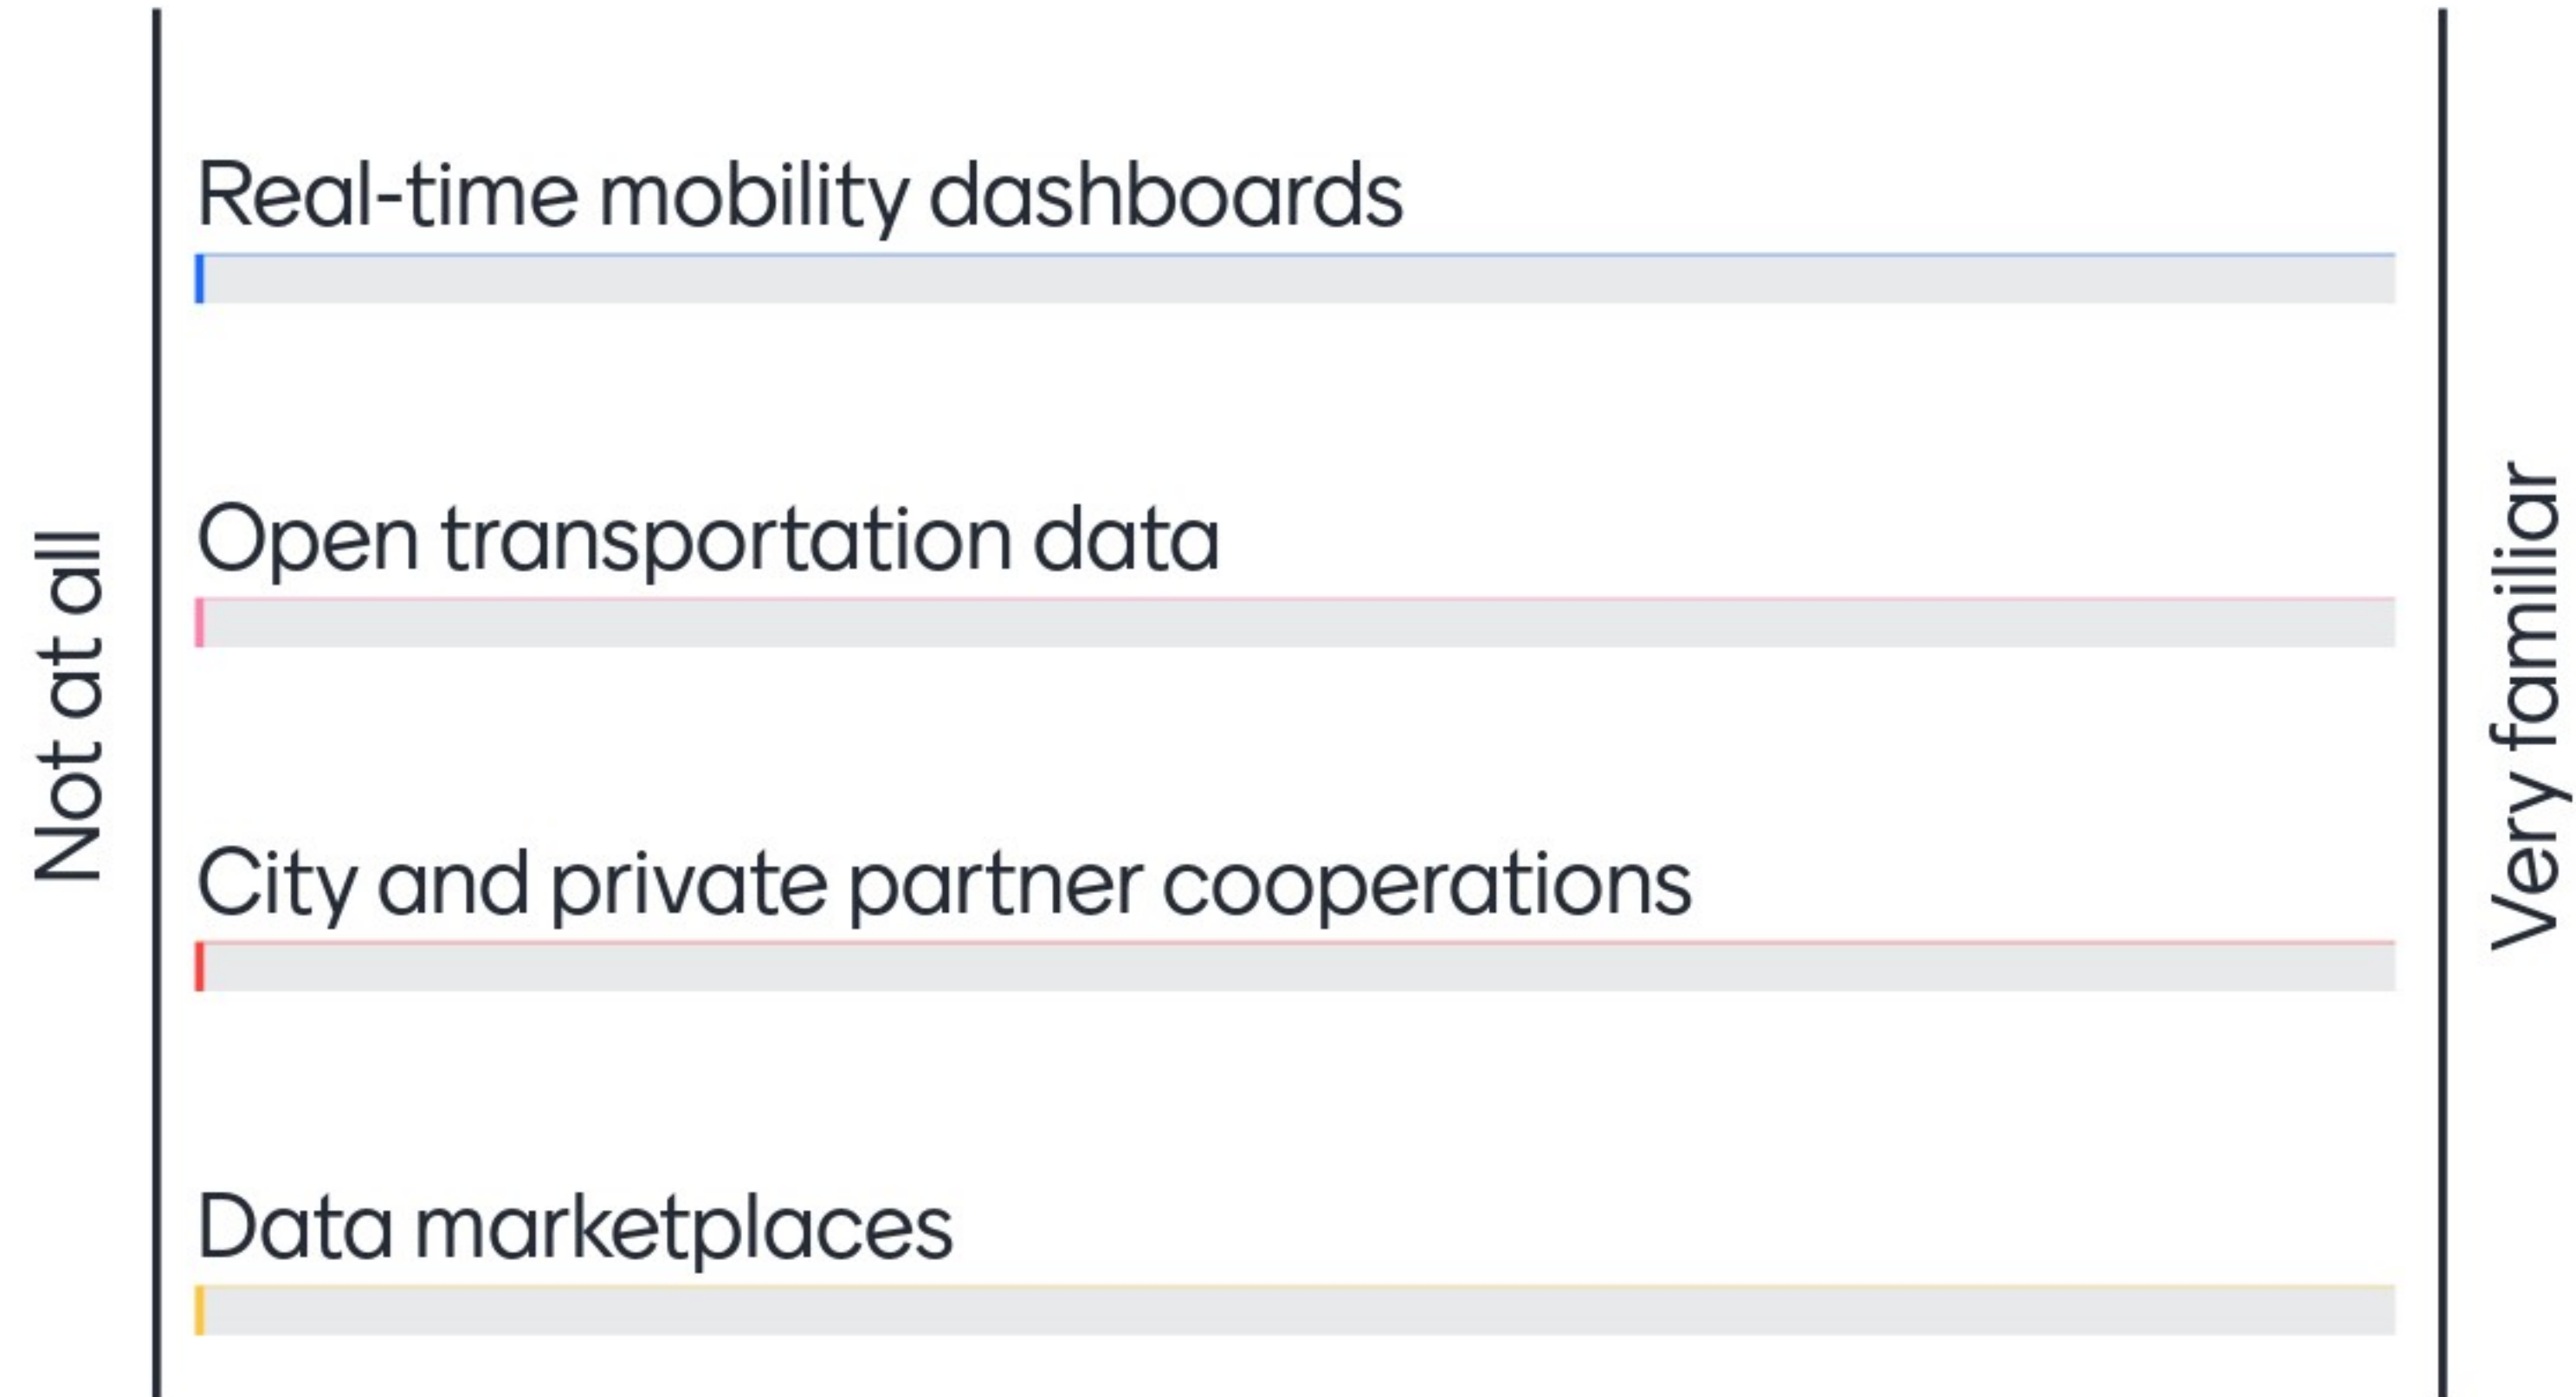 Not at all
Real-time mobility dashboards
Open transportation data
City and private partner cooperations
Data marketplaces
Very familiar